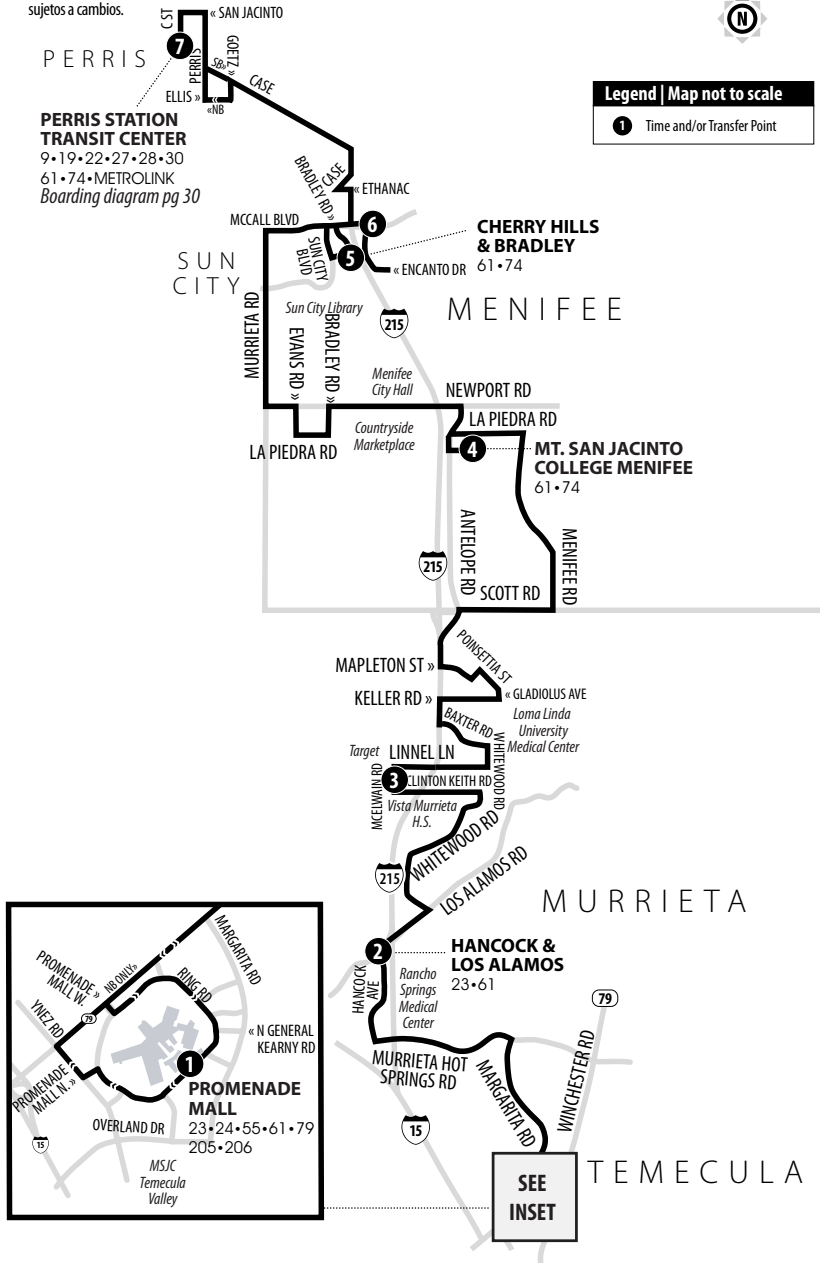 sujetos a cambios.
N
C ST
« SAN JACINTO
7
PERRIS
PERRIS
SB»
GOETZ »
CASE
ELLIS »
«NB
PERRIS STATION
TRANSIT CENTER
9•19•22•27•28•30
61•74•METROLINK
Boarding diagram pg 30
Legend | Map not to scale
1 Time and/or Transfer Point
CASE
BRADLEY RD »
« ETHANAC
MCCALL BLVD
6
SUN
CITY
SUN CITY
BLVD
5
CHERRY HILLS
& BRADLEY
61•74
« ENCANTO DR
MURRIETA RD
Sun City Library
215
MENIFEE
EVANS RD »
BRADLEY RD »
Menifee
City Hall
NEWPORT RD
LA PIEDRA RD
LA PIEDRA RD
Countryside
Marketplace
4
MT. SAN JACINTO
COLLEGE MENIFEE
61•74
ANTELOPE RD
215
MENIFEE RD
SCOTT RD
POINSETTIA ST
MAPLETON ST »
KELLER RD »
« GLADIOLUS AVE
BAXTER RD
Loma Linda
University
Medical Center
Target
LINNEL LN
WHITEWOOD RD
MCELWAIN RD
3
CLINTON KEITH RD
Vista Murrieta
H.S.
WHITEWOOD RD
215
LOS ALAMOS RD
MURRIETA
2
HANCOCK &
LOS ALAMOS
23•61
HANCOCK
AVE
Rancho
Springs
Medical
Center
79
MURRIETA HOT
SPRINGS RD
MARGARITA RD
WINCHESTER RD
15
SEE
INSET
TEMECULA
MARGARITA RD
PROMENADE
MALL W. »
NB ONLY»
RING RD
YNEZ RD
79
« N GENERAL
KEARNY RD
1
PROMENADE
MALL
23•24•55•61•79
205•206
PROMENADE
MALL N. »
OVERLAND DR
15
MSJC
Temecula
Valley